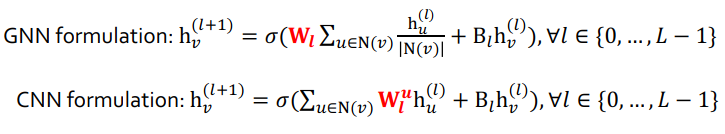 GNN formulation: h_v^{(l+1)} = σ(W_l ∑_{u∈N(v)} h_u^{(l)} / |N(v)| + B_l h_v^{(l)}), ∀l ∈ {0, … , L − 1}
CNN formulation: h_v^{(l+1)} = σ(∑_{u∈N(v)} W_l^u h_u^{(l)} + B_l h_v^{(l)}), ∀l ∈ {0, … , L − 1}